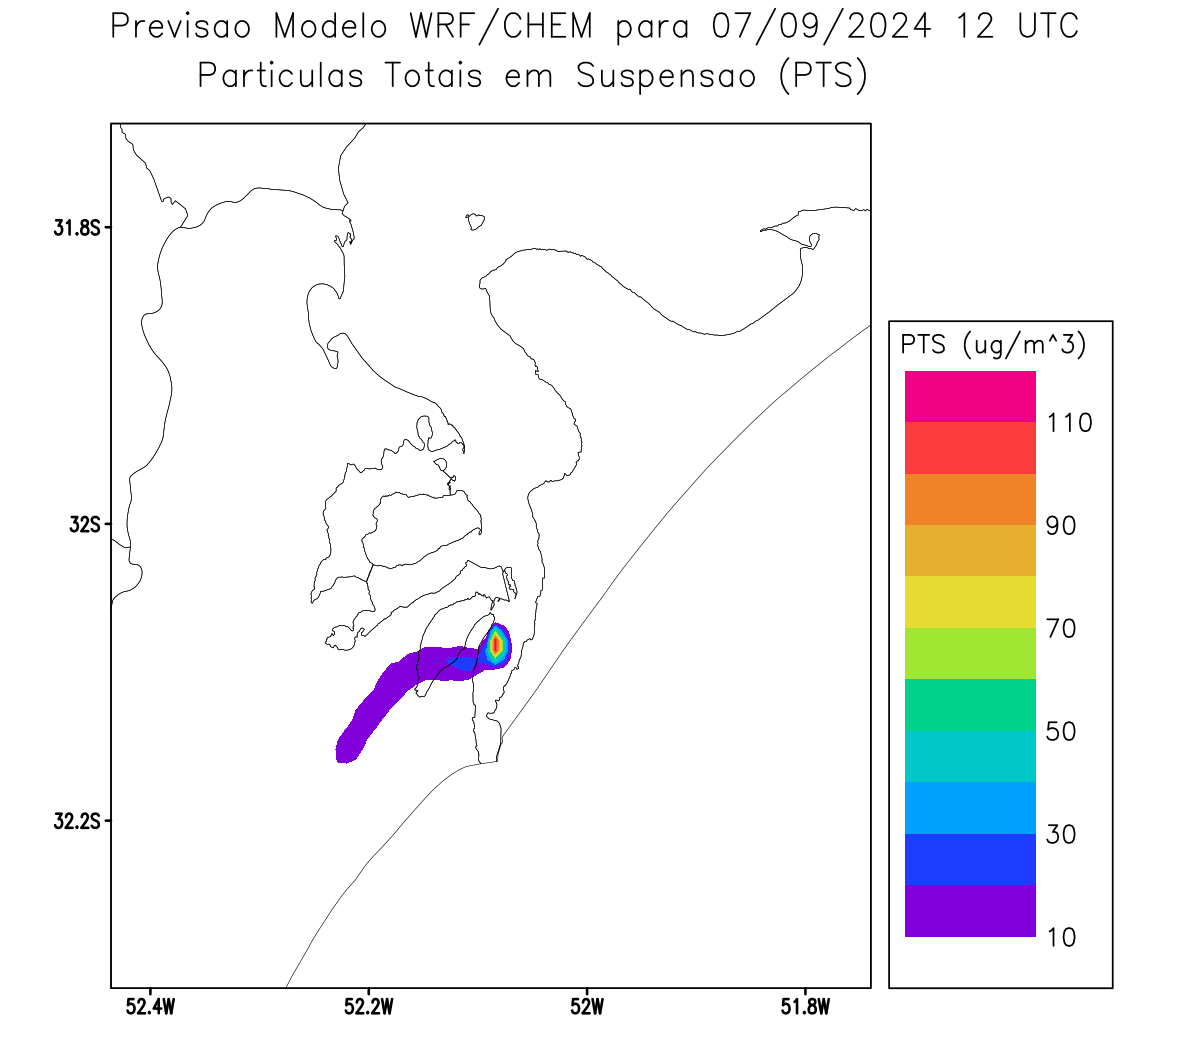 Previsao Modelo WRF/CHEM para 07/09/2024 12 UTC
Particulas Totais em Suspensao (PTS)
31.8S
32S
32.2S
52.4W
52.2W
52W
51.8W
PTS (ug/m^3)
110
90
70
50
30
10